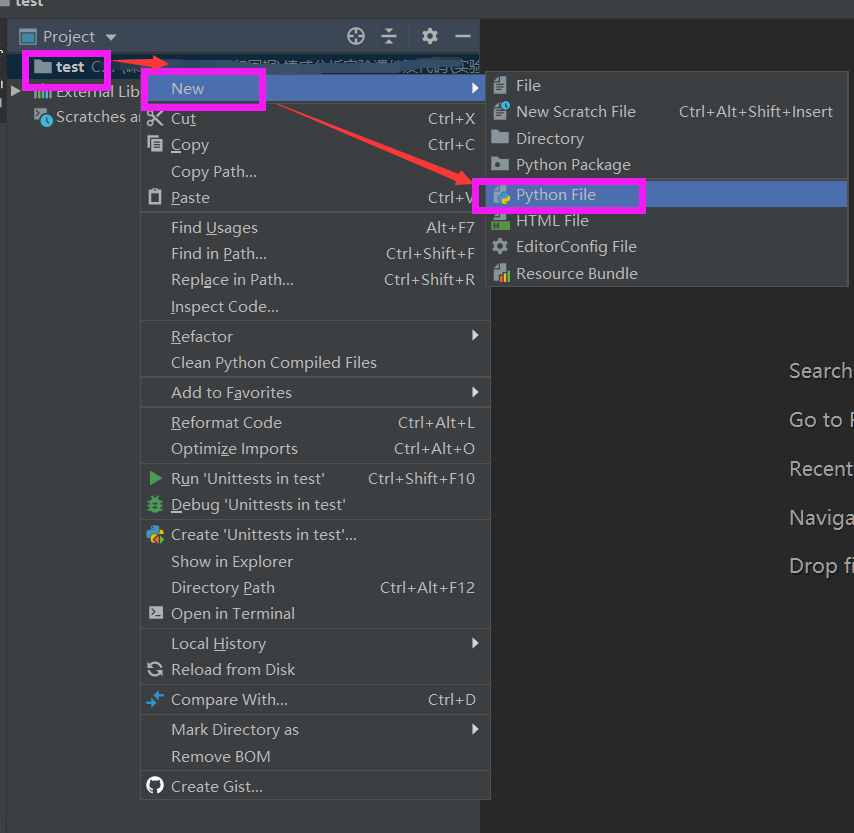 test
Project
test C:
External Lib
Scratches a
New
Cut Ctrl+X
Copy Ctrl+C
Copy Path...
Paste Ctrl+V
Find Usages Alt+F7
Find in Path... Ctrl+Shift+F
Replace in Path... Ctrl+Shift+R
Inspect Code...
Refactor
Clean Python Compiled Files
Add to Favorites
Reformat Code Ctrl+Alt+L
Optimize Imports Ctrl+Alt+O
Run 'Unittests in test' Ctrl+Shift+F10
Debug 'Unittests in test'
Create 'Unittests in test'...
Show in Explorer
Directory Path Ctrl+Alt+F12
Open in Terminal
Local History
Reload from Disk
Compare With... Ctrl+D
Mark Directory as
Remove BOM
Create Gist...
File
New Scratch File Ctrl+Alt+Shift+Insert
Directory
Python Package
Python File
HTML File
EditorConfig File
Resource Bundle
Search
Go to
Recent
Naviga
Drop fi